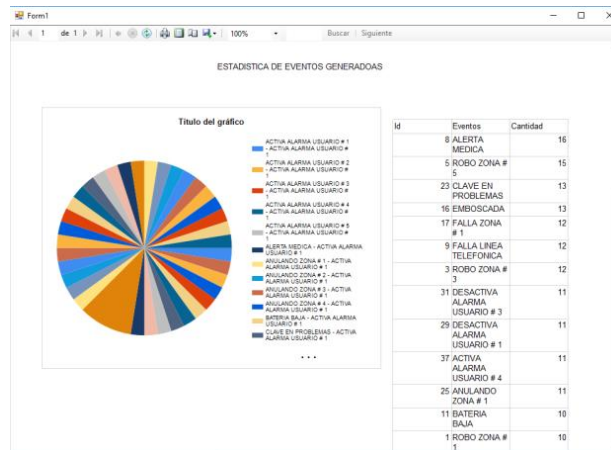 Form1
1 de 1 100% Buscar | Siguiente
ESTADISTICA DE EVENTOS GENERADOAS
Título del gráfico
ACTIVA ALARMA USUARIO # 1
- ACTIVA ALARMA USUARIO #
1
ACTIVA ALARMA USUARIO # 2
- ACTIVA ALARMA USUARIO #
1
ACTIVA ALARMA USUARIO # 3
- ACTIVA ALARMA USUARIO #
1
ACTIVA ALARMA USUARIO # 4
- ACTIVA ALARMA USUARIO #
1
ACTIVA ALARMA USUARIO # 5
- ACTIVA ALARMA USUARIO #
1
ALERTA MEDICA - ACTIVA ALARMA
USUARIO # 1
ANULANDO ZONA # 1 - ACTIVA
ALARMA USUARIO # 1
ANULANDO ZONA # 2 - ACTIVA
ALARMA USUARIO # 1
ANULANDO ZONA # 3 - ACTIVA
ALARMA USUARIO # 1
ANULANDO ZONA # 4 - ACTIVA
ALARMA USUARIO # 1
BATERIA BAJA - ACTIVA ALARMA
USUARIO # 1
CLAVE EN PROBLEMAS - ACTIVA
ALARMA USUARIO # 1
...
Id Eventos Cantidad
8 ALERTA 16
MEDICA
5 ROBO ZONA # 15
5
23 CLAVE EN 13
PROBLEMAS
16 EMBOSCADA 13
17 FALLA ZONA 12
# 1
9 FALLA LINEA 12
TELEFONICA
3 ROBO ZONA # 12
3
31 DESACTIVA 11
ALARMA
USUARIO # 3
29 DESACTIVA 11
ALARMA
USUARIO # 1
37 ACTIVA 11
ALARMA
USUARIO # 4
25 ANULANDO 11
ZONA # 1
11 BATERIA 10
BAJA
1 ROBO ZONA # 10
1